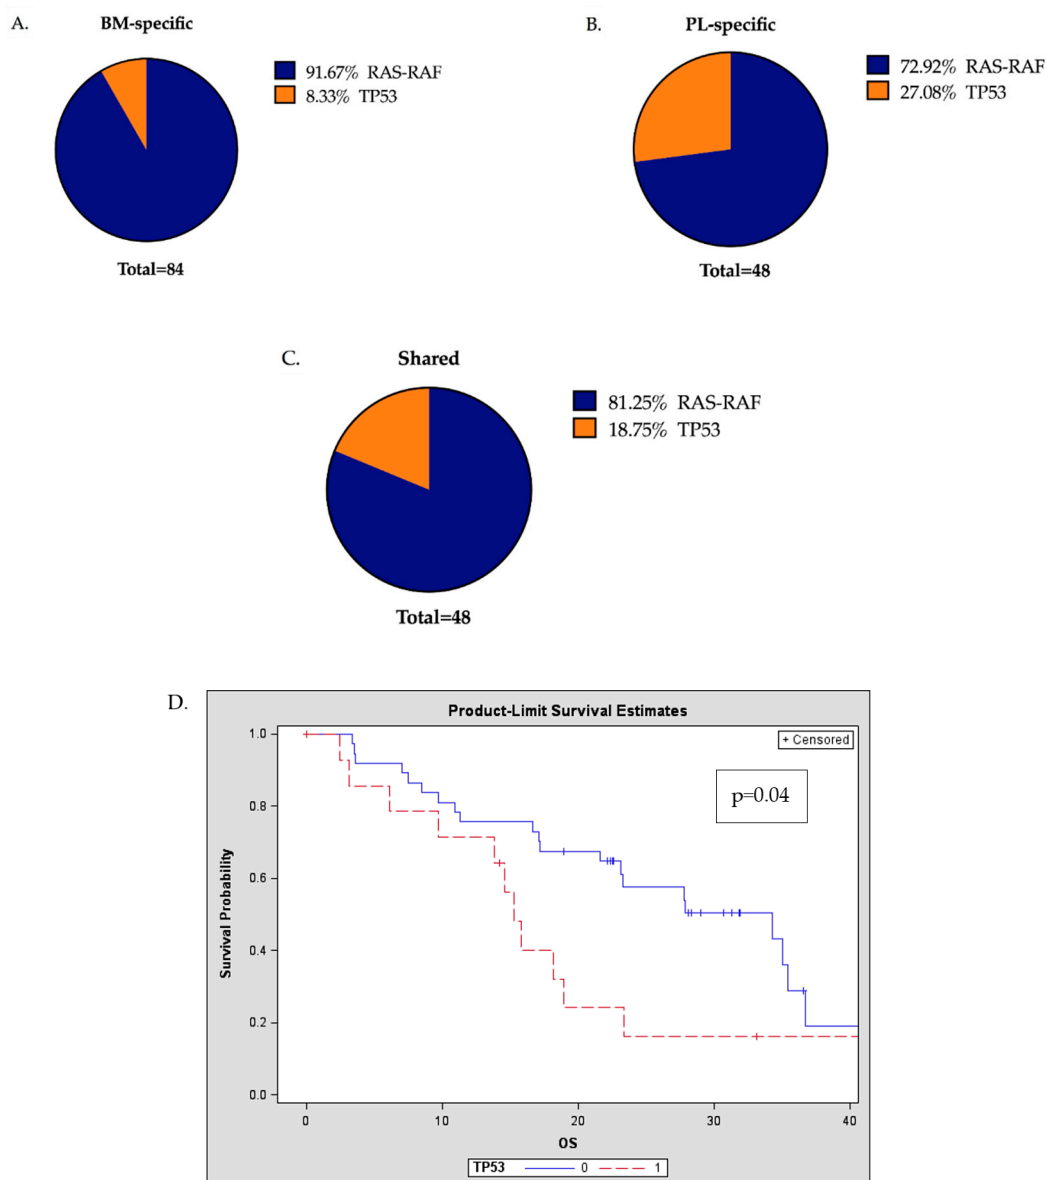 A.
BM-specific
91.67% RAS-RAF
8.33% TP53
Total=84
B.
PL-specific
72.92% RAS-RAF
27.08% TP53
Total=48
C.
Shared
81.25% RAS-RAF
18.75% TP53
Total=48
D.
Product-Limit Survival Estimates
+ Censored
p=0.04
Survival Probability
1.0
0.8
0.6
0.4
0.2
0.0
0 10 20 30 40
OS
TP53 0 1